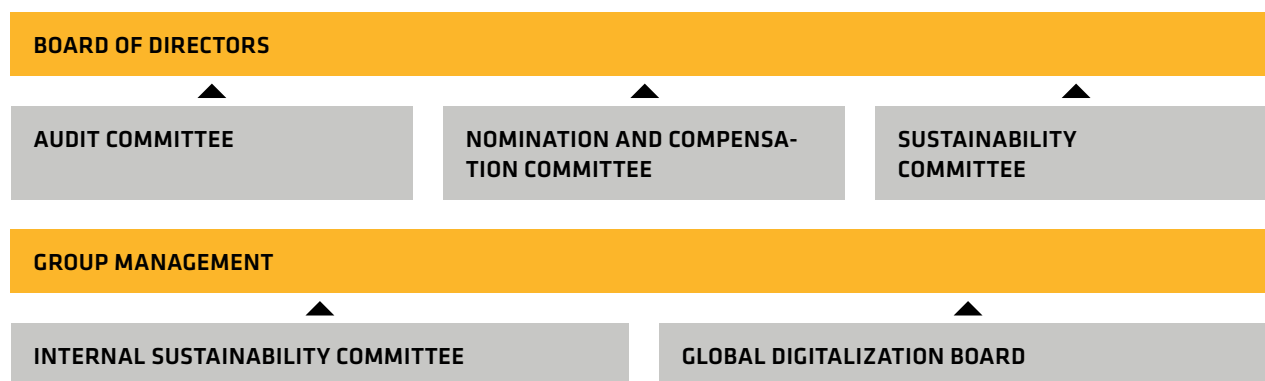 BOARD OF DIRECTORS
AUDIT COMMITTEE
NOMINATION AND COMPENSA-
TION COMMITTEE
SUSTAINABILITY
COMMITTEE
GROUP MANAGEMENT
INTERNAL SUSTAINABILITY COMMITTEE
GLOBAL DIGITALIZATION BOARD